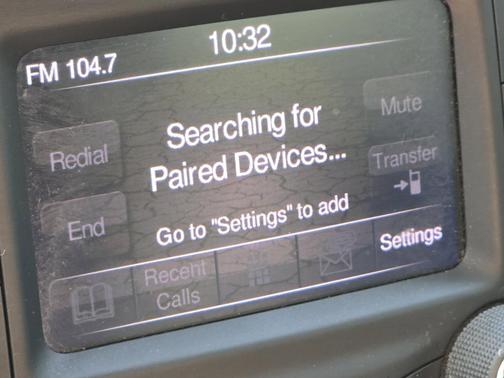 10:32
FM 104.7
Searching for
Paired Devices...
Go to "Settings" to add
Redial
End
Mute
Transfer
Recent
Calls
Settings